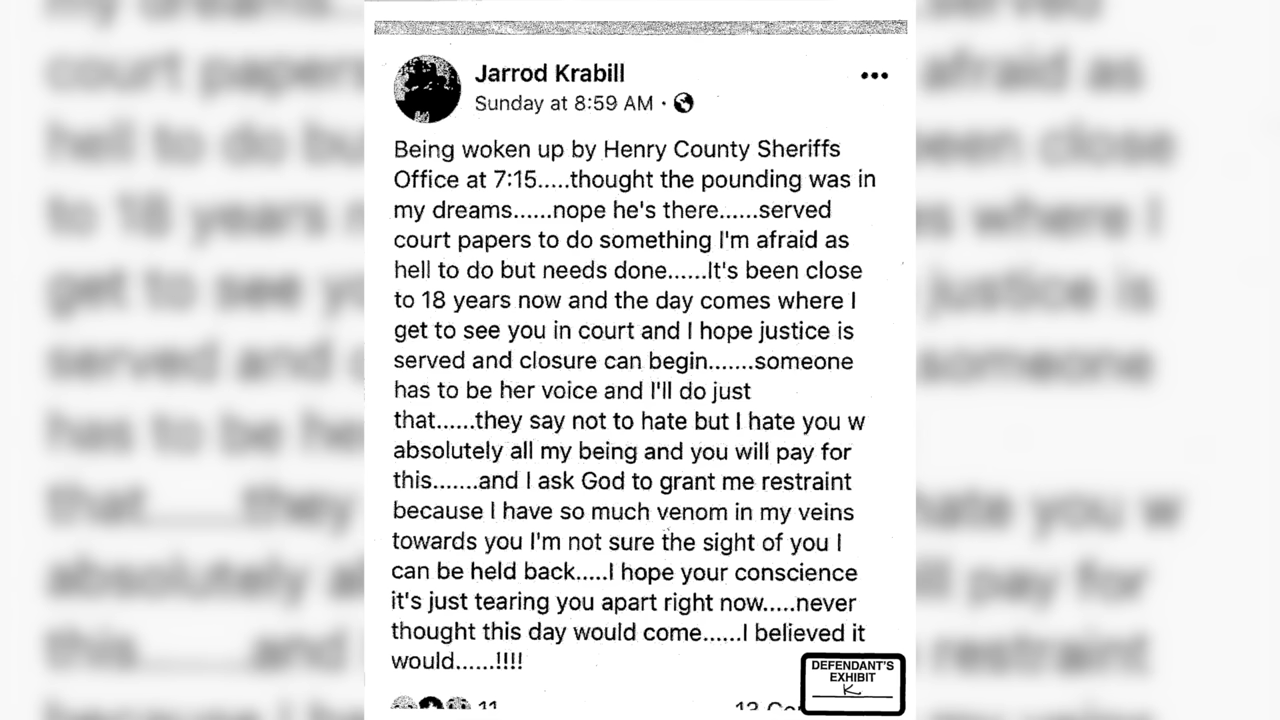 Jarrod Krabill
Sunday at 8:59 AM ·
Being woken up by Henry County Sheriffs
Office at 7:15.....thought the pounding was in
my dreams......nope he's there......served
court papers to do something I'm afraid as
hell to do but needs done......It's been close
to 18 years now and the day comes where I
get to see you in court and I hope justice is
served and closure can begin.......someone
has to be her voice and I'll do just
that......they say not to hate but I hate you w
absolutely all my being and you will pay for
this.......and I ask God to grant me restraint
because I have so much venom in my veins
towards you I'm not sure the sight of you I
can be held back.....I hope your conscience
it's just tearing you apart right now.....never
thought this day would come......I believed it
would......!!!!
11
DEFENDANT'S
EXHIBIT
K